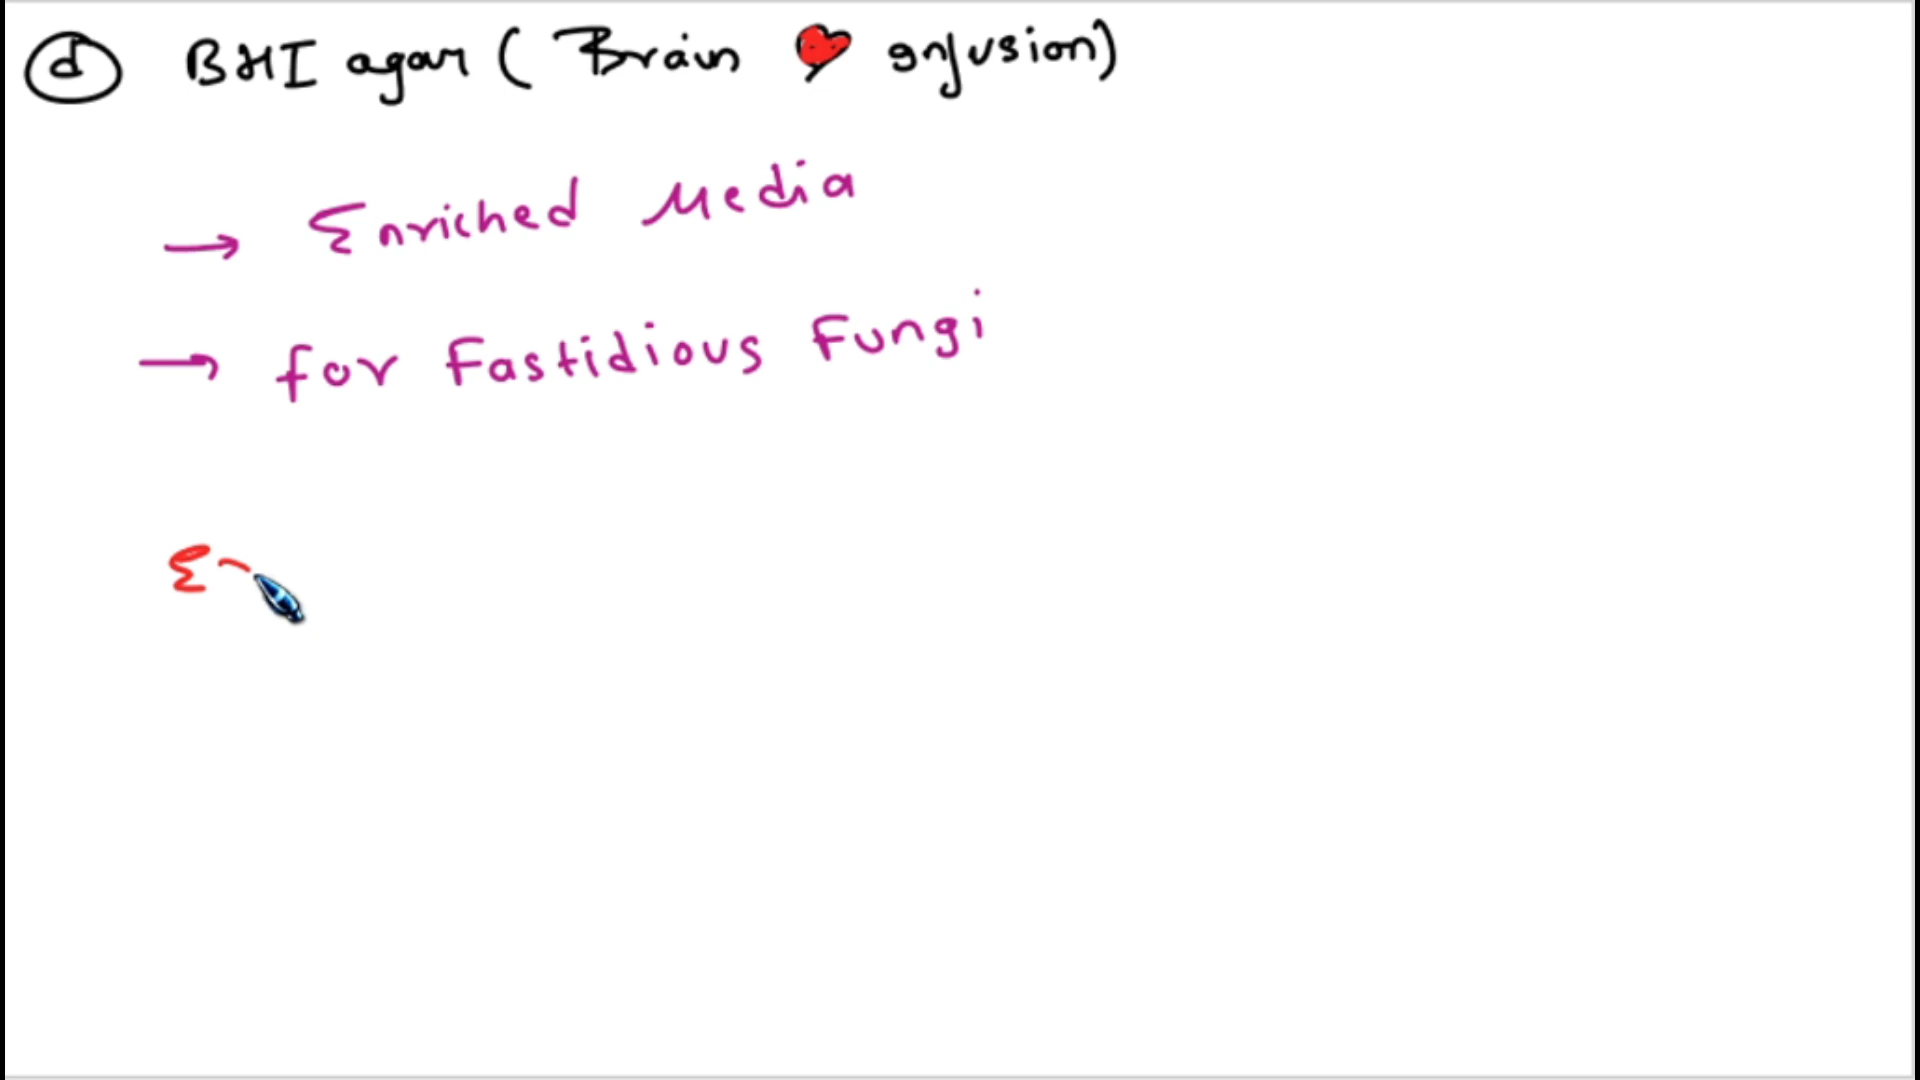 d BHI agar ( Brain ❤ Infusion)
→ Enriched Media
→ for Fastidious Fungi
E